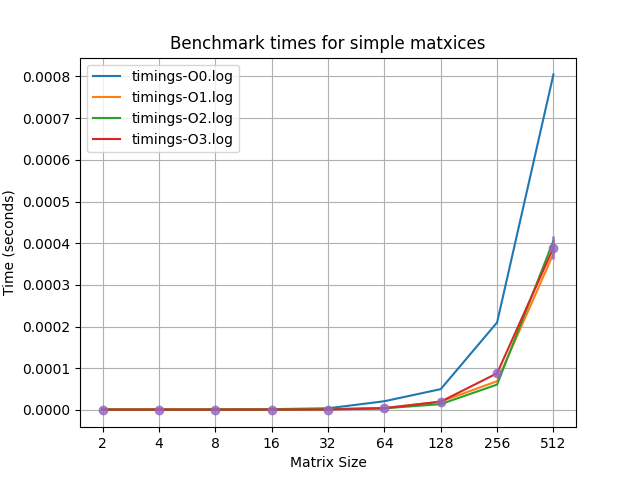 Benchmark times for simple matxices
timings-O0.log
timings-O1.log
timings-O2.log
timings-O3.log
Time (seconds)
0.0008
0.0007
0.0006
0.0005
0.0004
0.0003
0.0002
0.0001
0.0000
2 4 8 16 32 64 128 256 512
Matrix Size